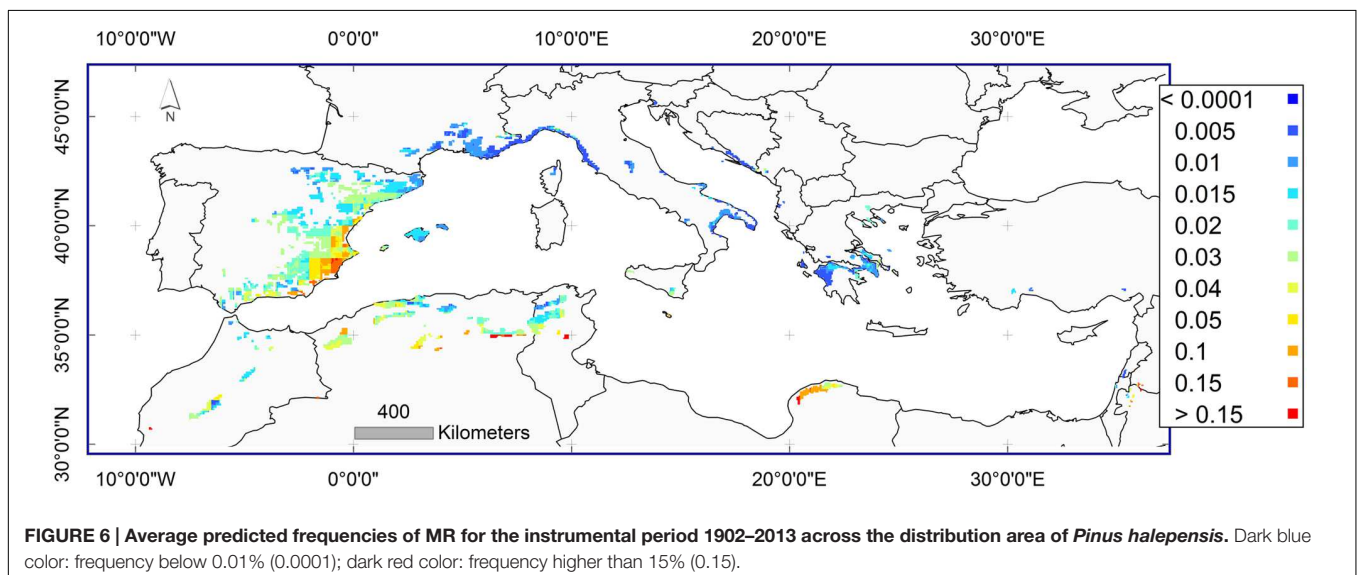 10°0'0"W 0°0'0" 10°0'0"E 20°0'0"E 30°0'0"E
45°0'0"N
40°0'0"N
35°0'0"N
30°0'0"N
N
< 0.0001
0.005
0.01
0.015
0.02
0.03
0.04
0.05
0.1
0.15
> 0.15
400
Kilometers
10°0'0"W 0°0'0" 10°0'0"E 20°0'0"E 30°0'0"E
FIGURE 6 | Average predicted frequencies of MR for the instrumental period 1902–2013 across the distribution area of Pinus halepensis. Dark blue
color: frequency below 0.01% (0.0001); dark red color: frequency higher than 15% (0.15).